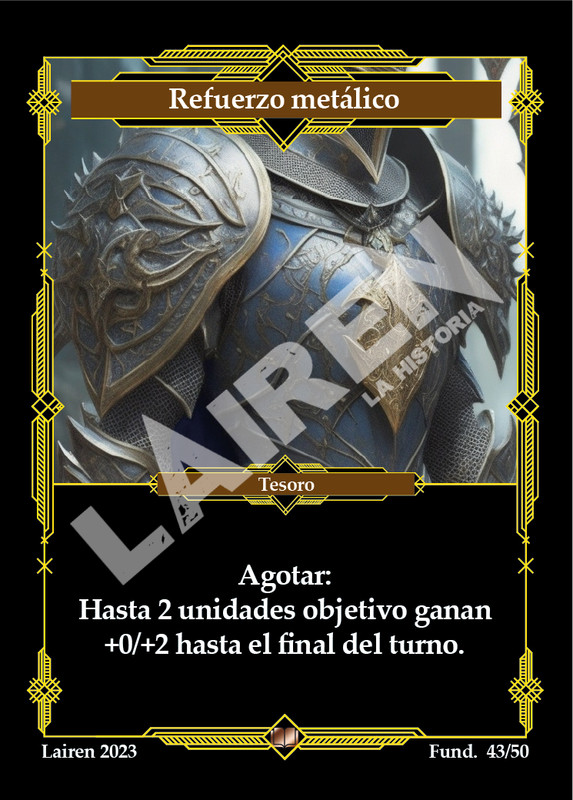 Refuerzo metálico
LAIREN
LA HISTORIA
Tesoro
Agotar:
Hasta 2 unidades objetivo ganan
+0/+2 hasta el final del turno.
Lairen 2023
Fund. 43/50